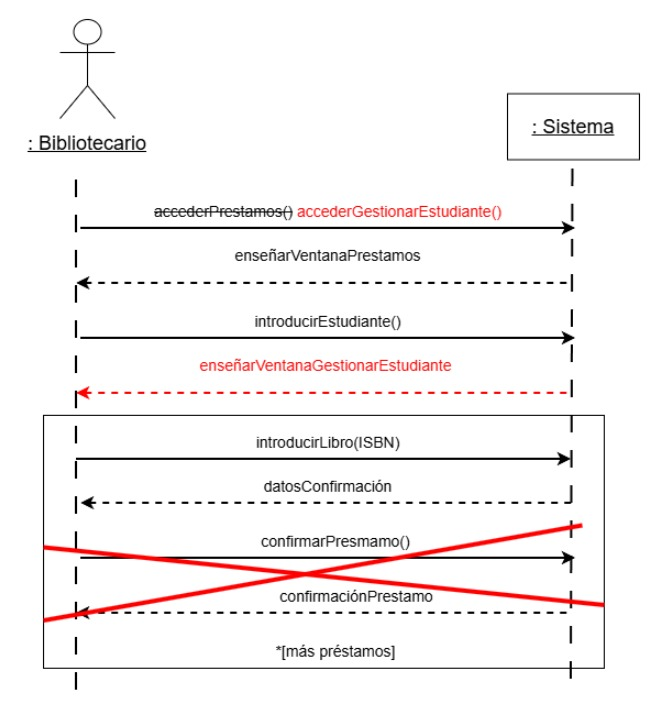 : Bibliotecario
: Sistema
accederPrestamos() accederGestionarEstudiante()
enseñarVentanaPrestamos
introducirEstudiante()
enseñarVentanaGestionarEstudiante
introducirLibro(ISBN)
datosConfirmación
confirmarPresmamo()
confirmaciónPrestamo
*[más préstamos]